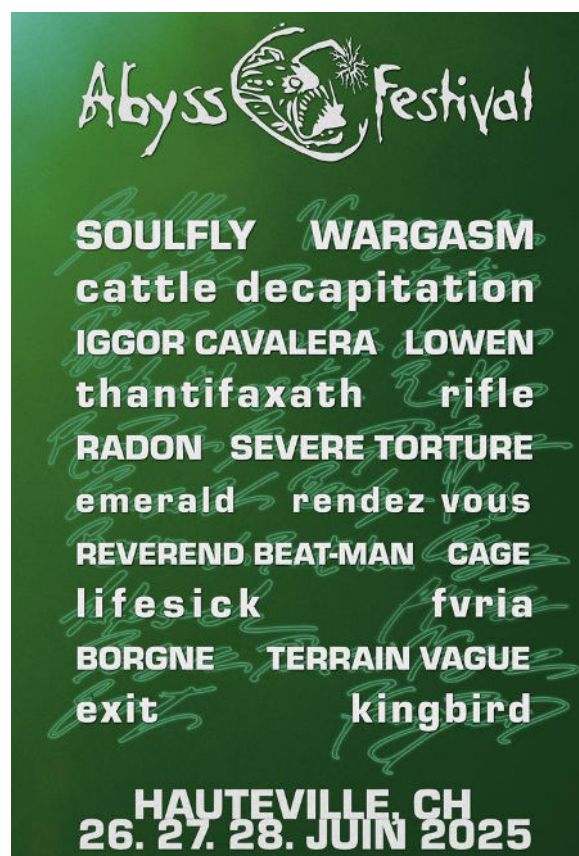 Abyss Festival
SOULFLY WARGASM
cattle decapitation
IGGOR CAVALERA LOWEN
thantifaxath rifle
RADON SEVERE TORTURE
emerald rendez vous
REVEREND BEAT-MAN CAGE
lifesick fvria
BORGNE TERRAIN VAGUE
exit kingbird
HAUTEVILLE, CH
26. 27. 28. JUIN 2025